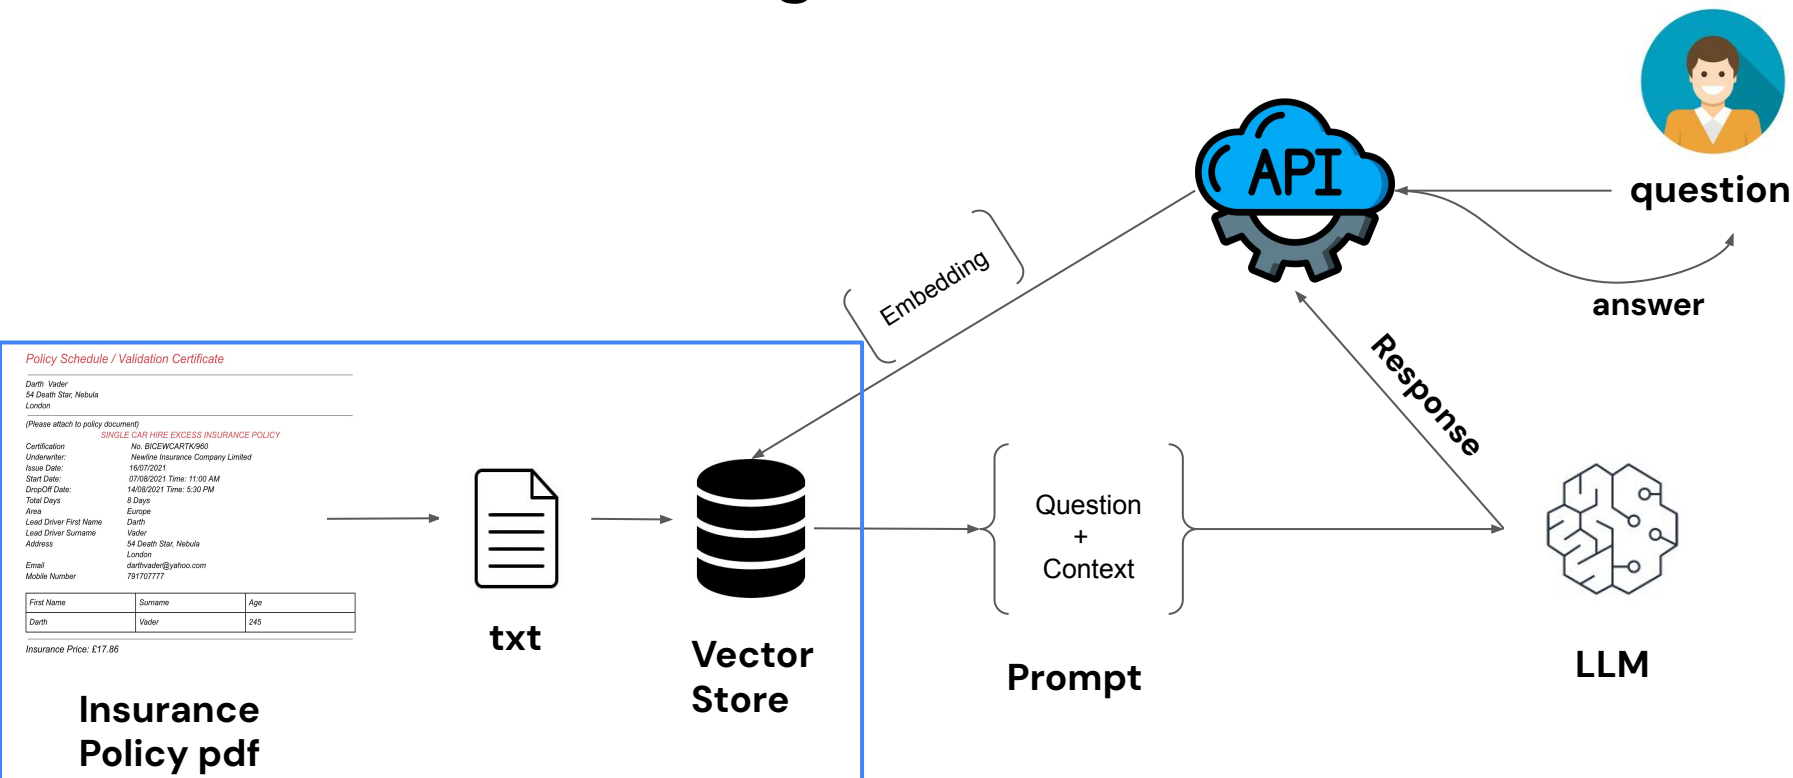 question
API
answer
Embedding
Response
Policy Schedule / Validation Certificate
Darth Vader
54 Death Star, Nebula
London
(Please attach to policy document)
SINGLE CAR HIRE EXCESS INSURANCE POLICY
Certification No. BICEWCARTK/960
Underwriter: Newline Insurance Company Limited
Issue Date: 16/07/2021
Start Date: 07/08/2021 Time: 11:00 AM
DropOff Date: 14/08/2021 Time: 5:30 PM
Total Days 8 Days
Area Europe
Lead Driver First Name Darth
Lead Driver Surname Vader
Address 54 Death Star, Nebula
London
Email darthvader@yahoo.com
Mobile Number 791707777
First Name Surname Age
Darth Vader 245
Insurance Price: £17.86
Insurance
Policy pdf
txt
Vector
Store
Question
+
Context
Prompt
LLM